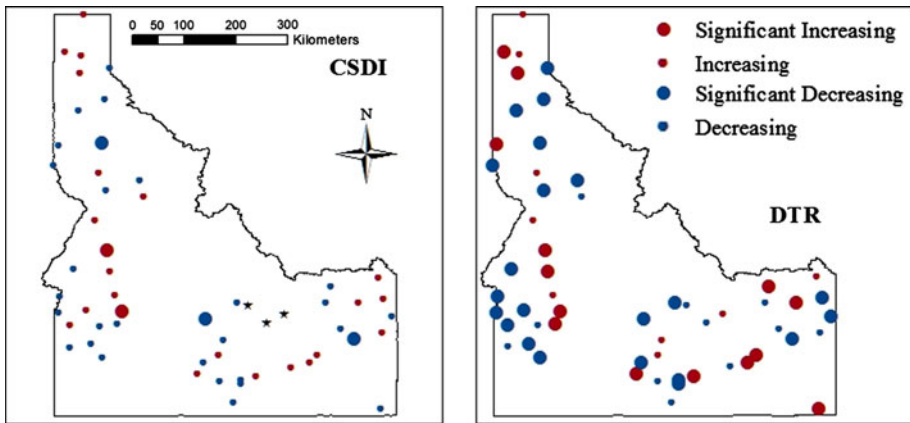 0 50 100 200 300
Kilometers
CSDI
N
Significant Increasing
Increasing
Significant Decreasing
Decreasing
DTR